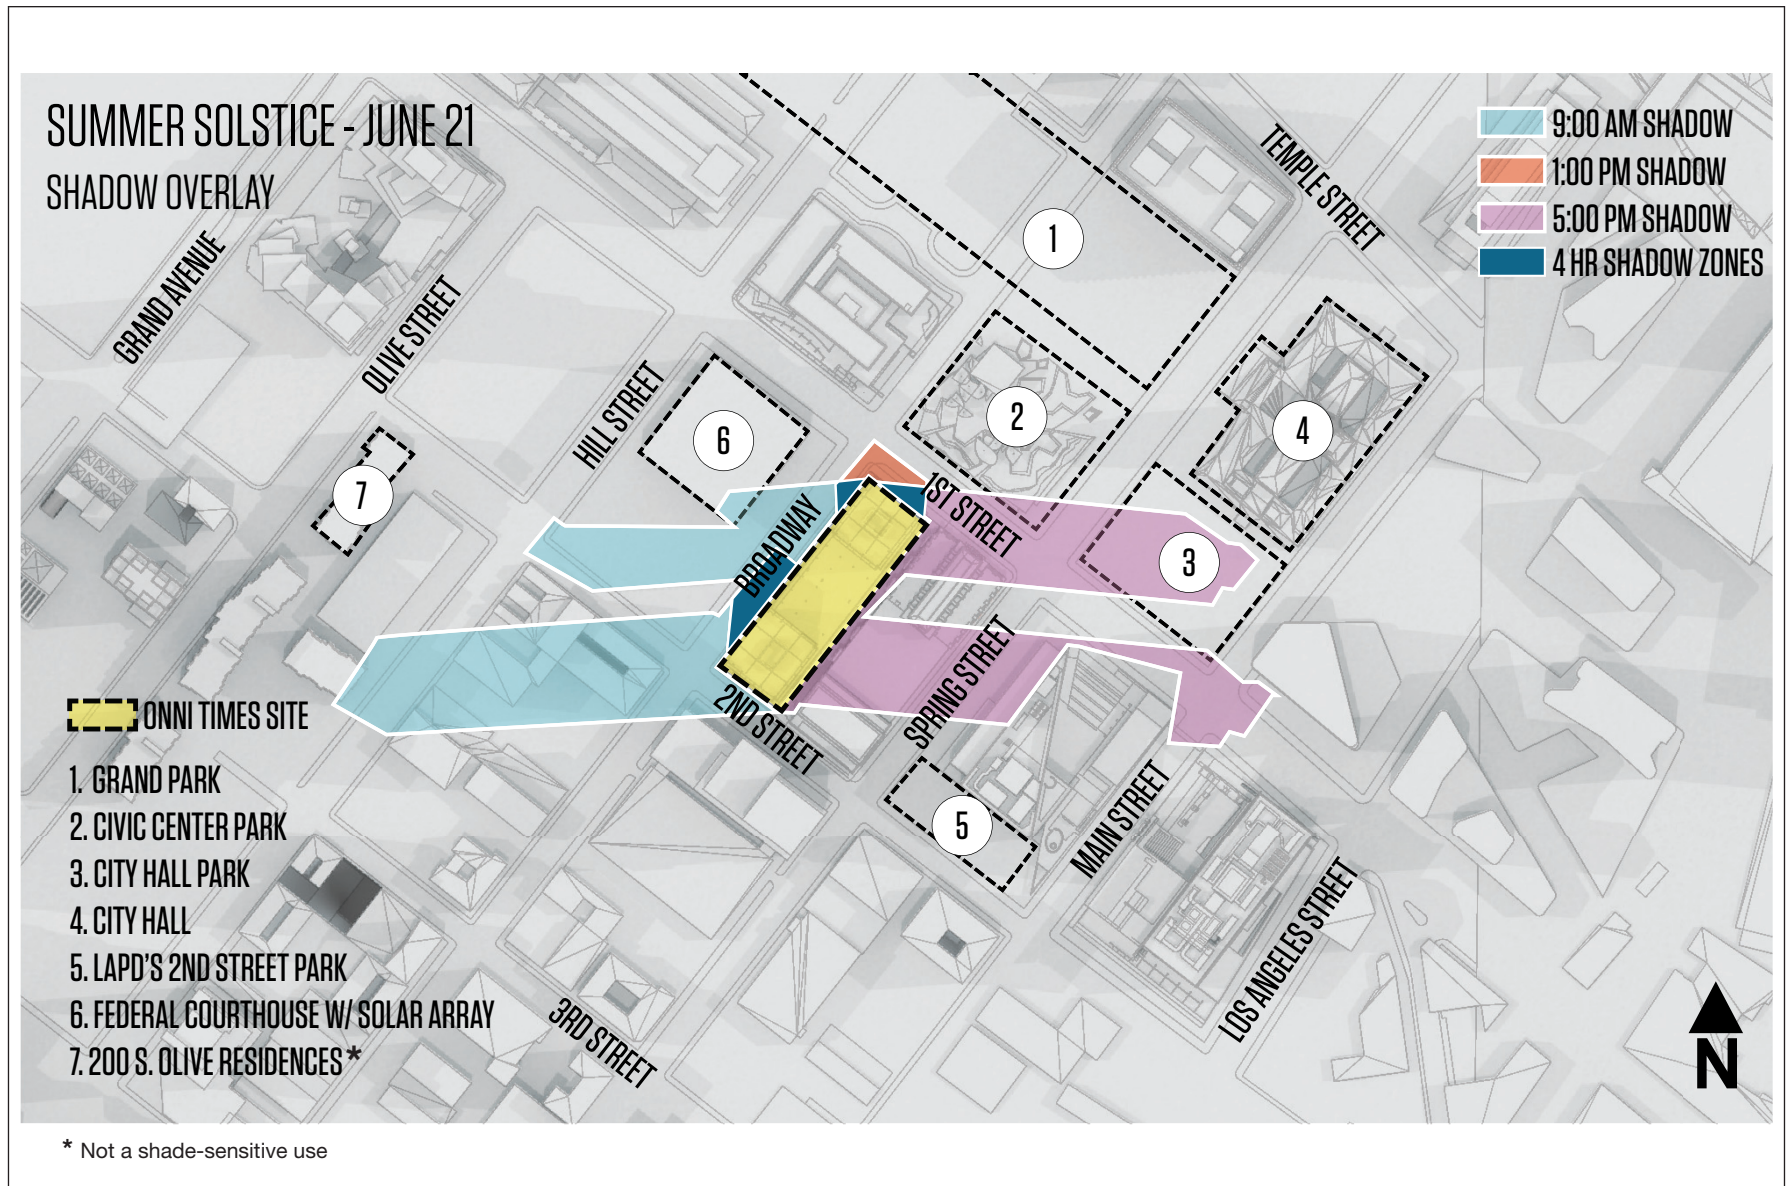 SUMMER SOLSTICE - JUNE 21
SHADOW OVERLAY
9:00 AM SHADOW
1:00 PM SHADOW
5:00 PM SHADOW
4 HR SHADOW ZONES
TEMPLE STREET
GRAND AVENUE
OLIVE STREET
HILL STREET
BROADWAY
1ST STREET
SPRING STREET
2ND STREET
MAIN STREET
LOS ANGELES STREET
3RD STREET
1
2
3
4
5
6
7
ONNI TIMES SITE
1. GRAND PARK
2. CIVIC CENTER PARK
3. CITY HALL PARK
4. CITY HALL
5. LAPD'S 2ND STREET PARK
6. FEDERAL COURTHOUSE W/ SOLAR ARRAY
7. 200 S. OLIVE RESIDENCES*
N
* Not a shade-sensitive use